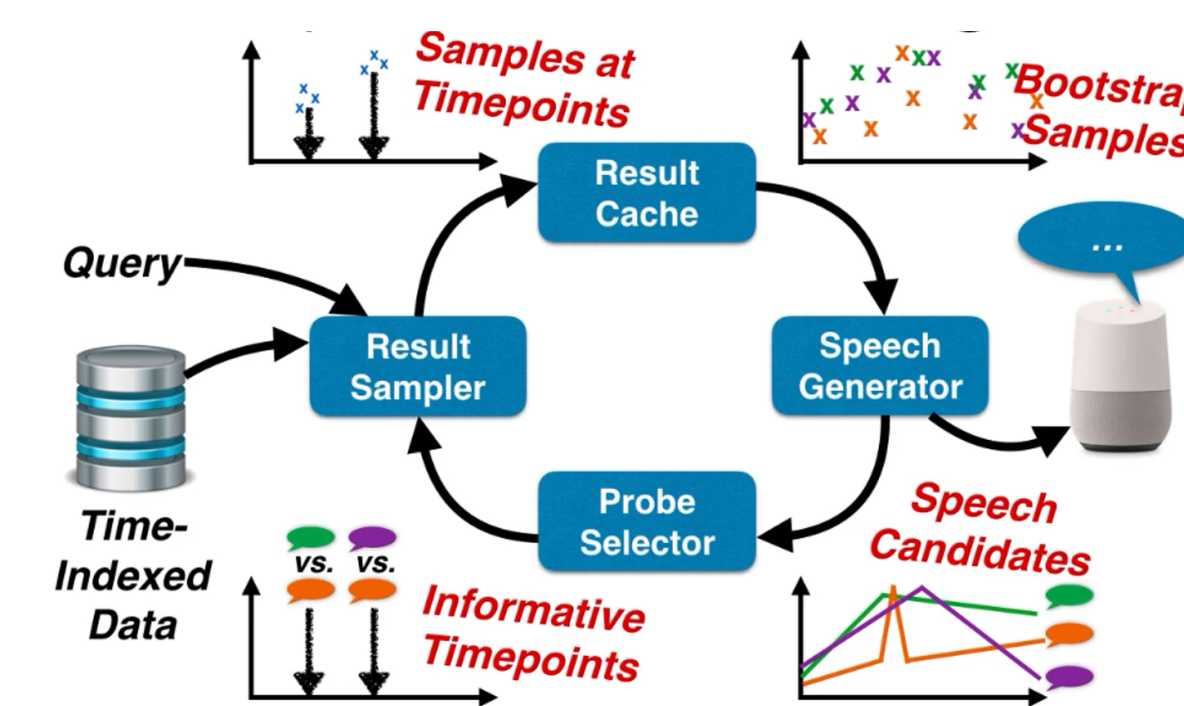 Samples at
Timepoints
Samples
Result
Cache
Query
...
Result
Sampler
Speech
Generator
Time-
Indexed
Data
Probe
Selector
vs. vs.
Informative
Timepoints
Speech
Candidates